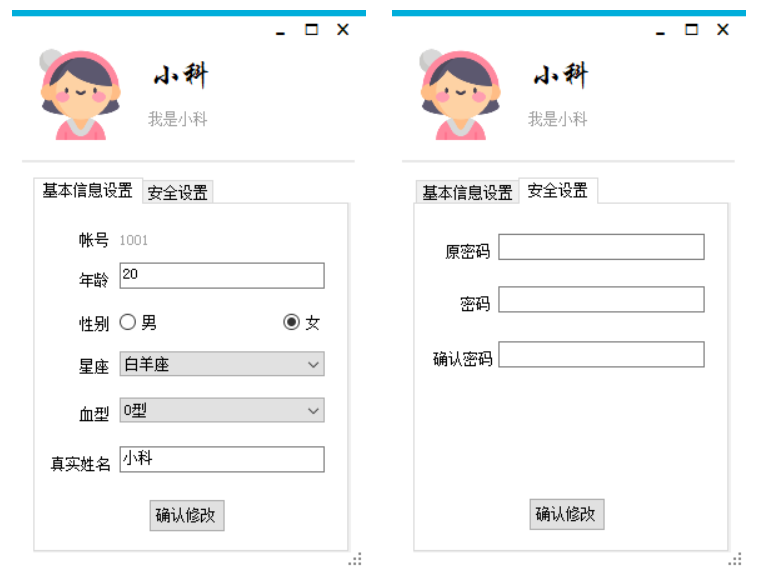 小科
我是小科
基本信息设置 安全设置
帐号 1001
年龄 20
性别 男 女
星座 白羊座
血型 O型
真实姓名 小科
确认修改
小科
我是小科
基本信息设置 安全设置
原密码
密码
确认密码
确认修改